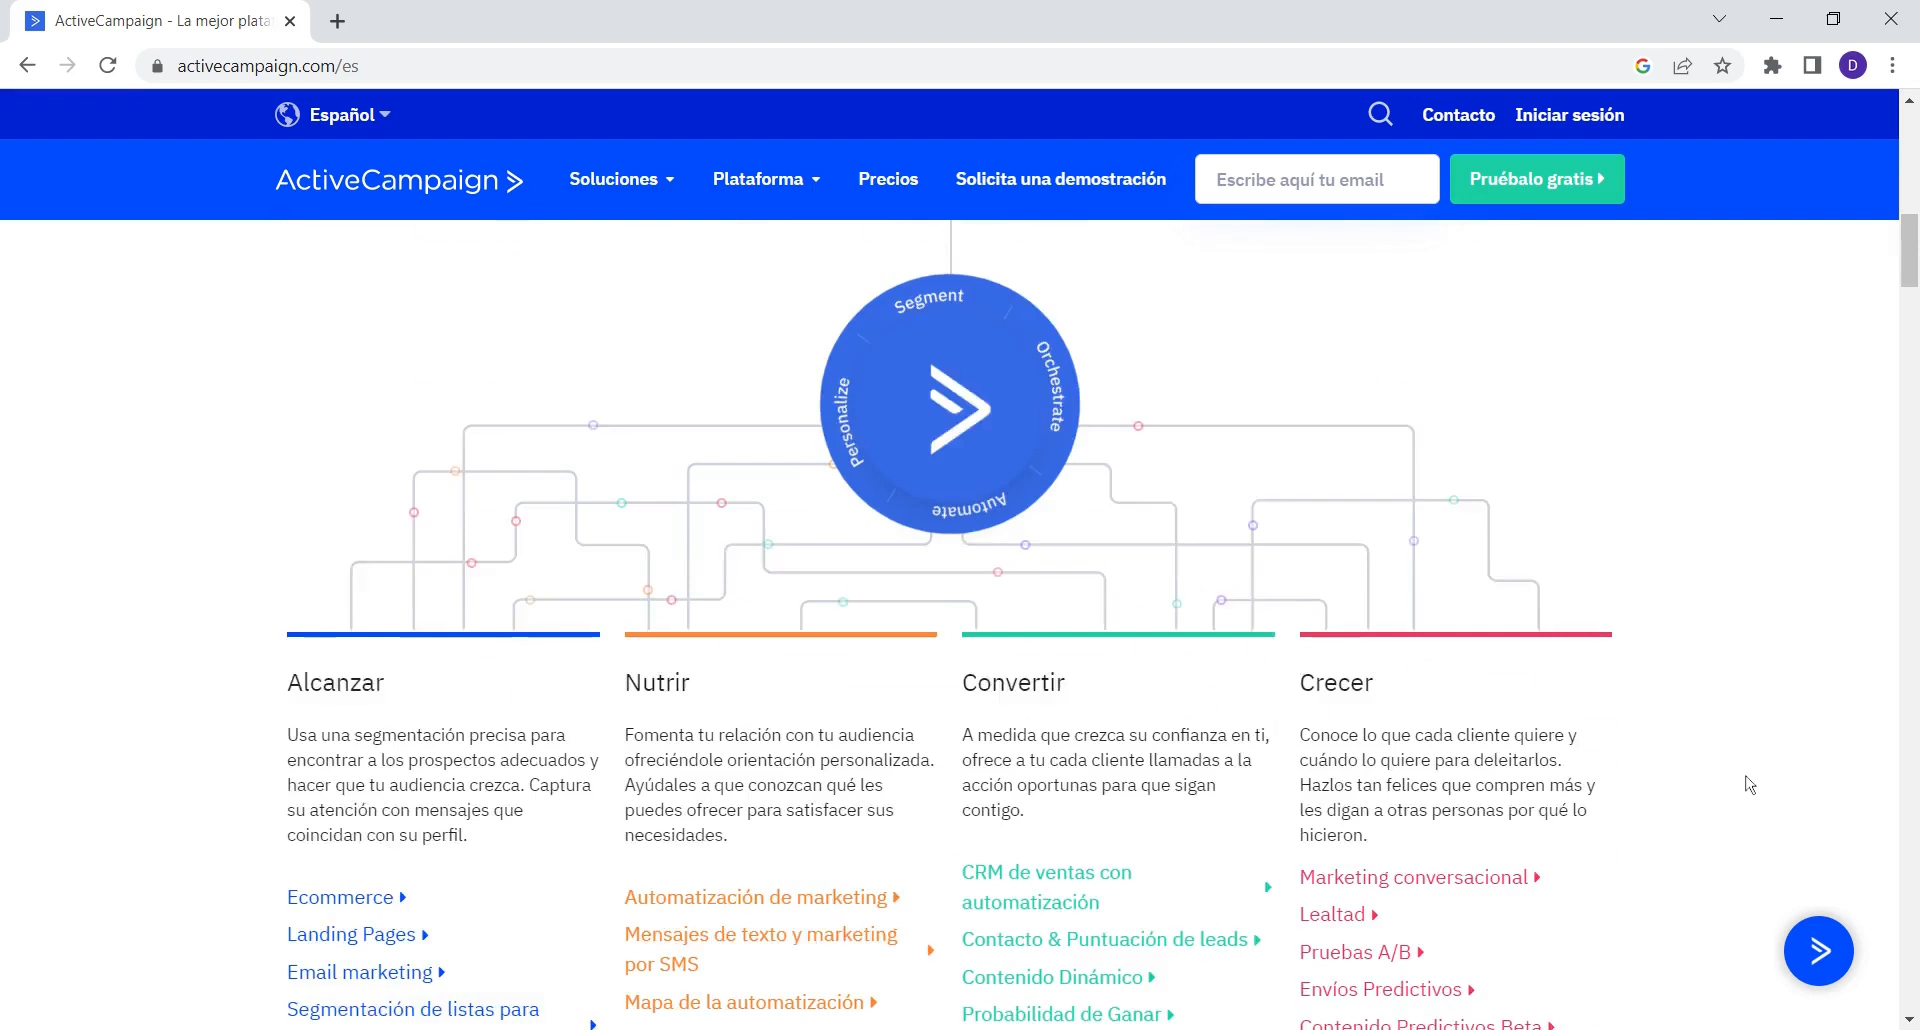 ActiveCampaign - La mejor plata
activecampaign.com/es
D
Español
Contacto
Iniciar sesión
ActiveCampaign
Soluciones
Plataforma
Precios
Solicita una demostración
Escribe aquí tu email
Pruébalo gratis
Segment
Orchestrate
Automate
Personalize
Alcanzar
Usa una segmentación precisa para
encontrar a los prospectos adecuados y
hacer que tu audiencia crezca. Captura
su atención con mensajes que
coincidan con su perfil.
Ecommerce
Landing Pages
Email marketing
Segmentación de listas para
Nutrir
Fomenta tu relación con tu audiencia
ofreciéndole orientación personalizada.
Ayúdales a que conozcan qué les
puedes ofrecer para satisfacer sus
necesidades.
Automatización de marketing
Mensajes de texto y marketing
por SMS
Mapa de la automatización
Convertir
A medida que crezca su confianza en ti,
ofrece a tu cada cliente llamadas a la
acción oportunas para que sigan
contigo.
CRM de ventas con
automatización
Contacto & Puntuación de leads
Contenido Dinámico
Probabilidad de Ganar
Crecer
Conoce lo que cada cliente quiere y
cuándo lo quiere para deleitarlos.
Hazlos tan felices que compren más y
les digan a otras personas por qué lo
hicieron.
Marketing conversacional
Lealtad
Pruebas A/B
Envíos Predictivos
Contenido Predictivos Beta